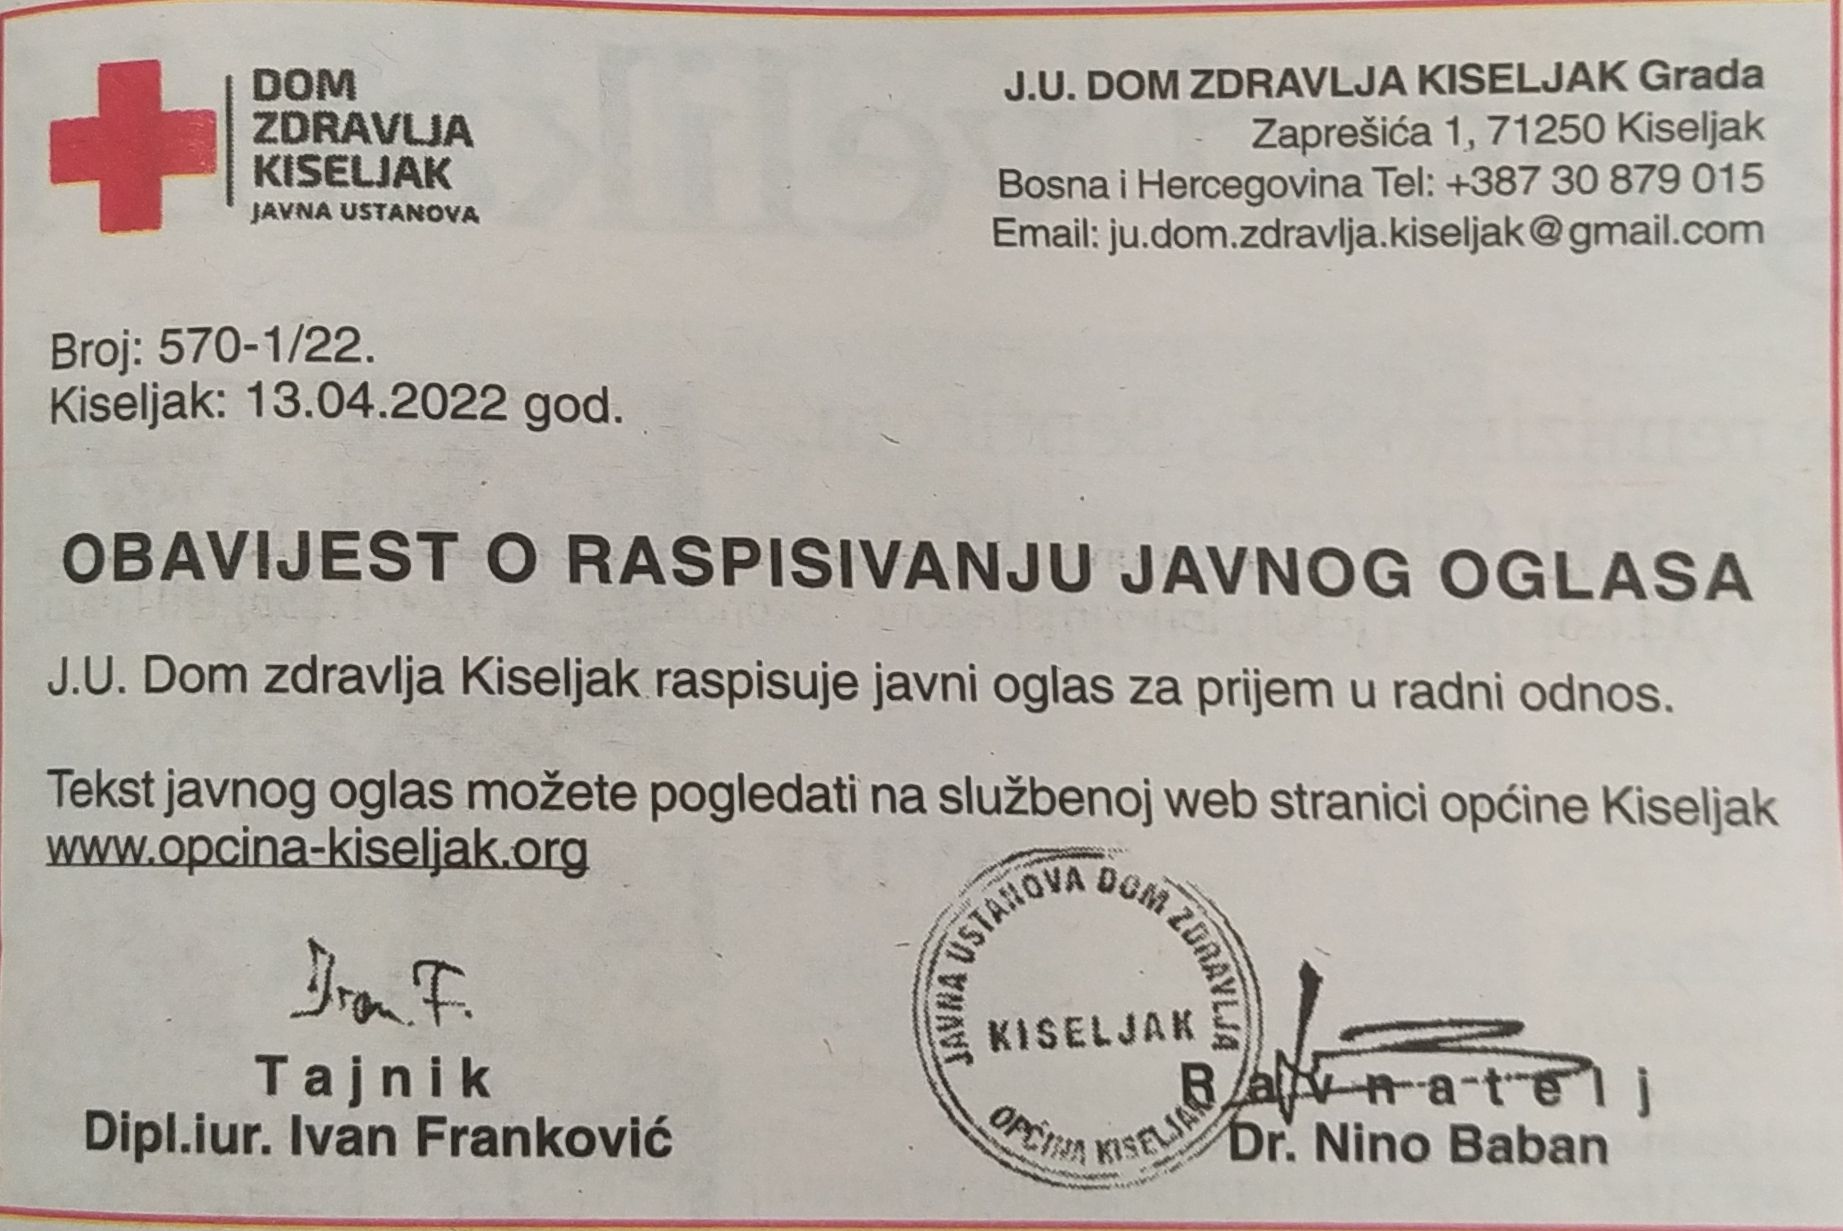 DOM
ZDRAVLJA
KISELJAK
JAVNA USTANOVA
J.U. DOM ZDRAVLJA KISELJAK Grada
Zaprešića 1, 71250 Kiseljak
Bosna i Hercegovina Tel: +387 30 879 015
Email: ju.dom.zdravlja.kiseljak@gmail.com
Broj: 570-1/22.
Kiseljak: 13.04.2022 god.
OBAVIJEST O RASPISIVANJU JAVNOG OGLASA
J.U. Dom zdravlja Kiseljak raspisuje javni oglas za prijem u radni odnos.
Tekst javnog oglas možete pogledati na službenoj web stranici općine Kiseljak
www.opcina-kiseljak.org
JAVNA USTANOVA DOM ZDRAVLJA
KISELJAK
OPĆINA KISELJAK
Ivan F.
Tajnik
Dipl.iur. Ivan Franković
Ravnatelj
Dr. Nino Baban